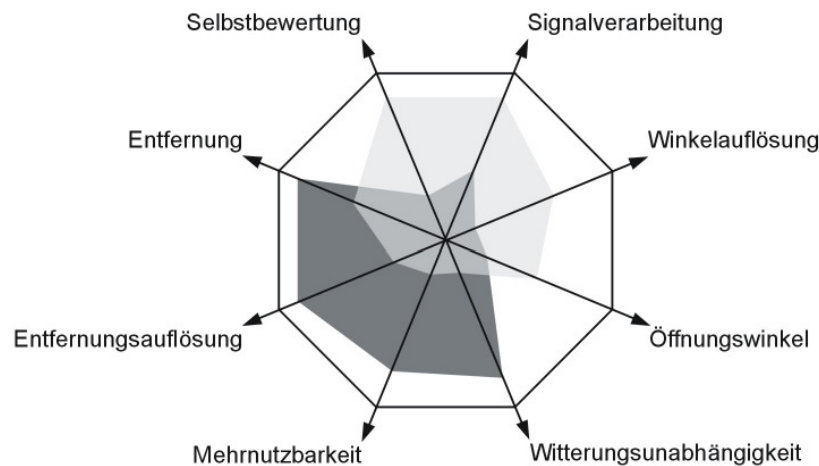 Selbstbewertung
Signalverarbeitung
Entfernung
Winkelauflösung
Entfernungsauflösung
Öffnungswinkel
Mehrnutzbarkeit
Witterungsunabhängigkeit